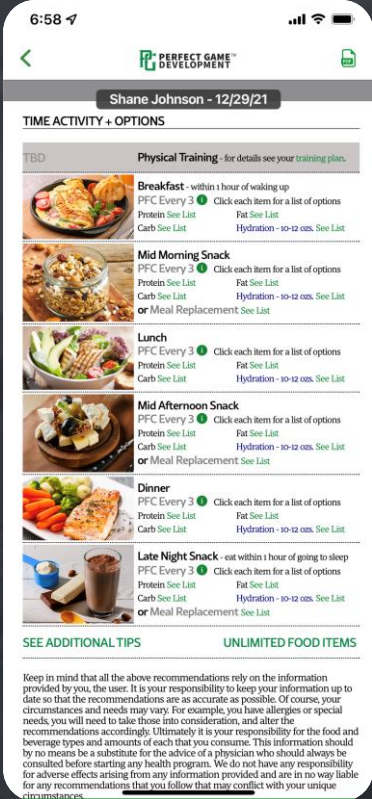 6:58
PERFECT GAME™
DEVELOPMENT
PDF
Shane Johnson - 12/29/21
TIME ACTIVITY + OPTIONS
TBD
Physical Training - for details see your training plan.
Breakfast - within 1 hour of waking up
PFC Every 3 i Click each item for a list of options
Protein See List Fat See List
Carb See List Hydration - 10-12 ozs. See List
Mid Morning Snack
PFC Every 3 i Click each item for a list of options
Protein See List Fat See List
Carb See List Hydration - 10-12 ozs. See List
or Meal Replacement See List
Lunch
PFC Every 3 i Click each item for a list of options
Protein See List Fat See List
Carb See List Hydration - 10-12 ozs. See List
Mid Afternoon Snack
PFC Every 3 i Click each item for a list of options
Protein See List Fat See List
Carb See List Hydration - 10-12 ozs. See List
or Meal Replacement See List
Dinner
PFC Every 3 i Click each item for a list of options
Protein See List Fat See List
Carb See List Hydration - 10-12 ozs. See List
Late Night Snack - eat within 1 hour of going to sleep
PFC Every 3 i Click each item for a list of options
Protein See List Fat See List
Carb See List Hydration - 10-12 ozs. See List
or Meal Replacement See List
SEE ADDITIONAL TIPS UNLIMITED FOOD ITEMS
Keep in mind that all the above recommendations rely on the information
provided by you, the user. It is your responsibility to keep your information up to
date so that the recommendations are as accurate as possible. Of course, your
circumstances and needs may vary. For example, you have allergies or special
needs, you will need to take those into consideration, and alter the
recommendations accordingly. Ultimately it is your responsibility for the food and
beverage types and amounts of each that you consume. This information should
by no means be a substitute for the advice of a physician who should always be
consulted before starting any health program. We do not have any responsibility
for adverse effects arising from any information provided and are in no way liable
for any recommendations that you follow that may conflict with your unique
circumstances.